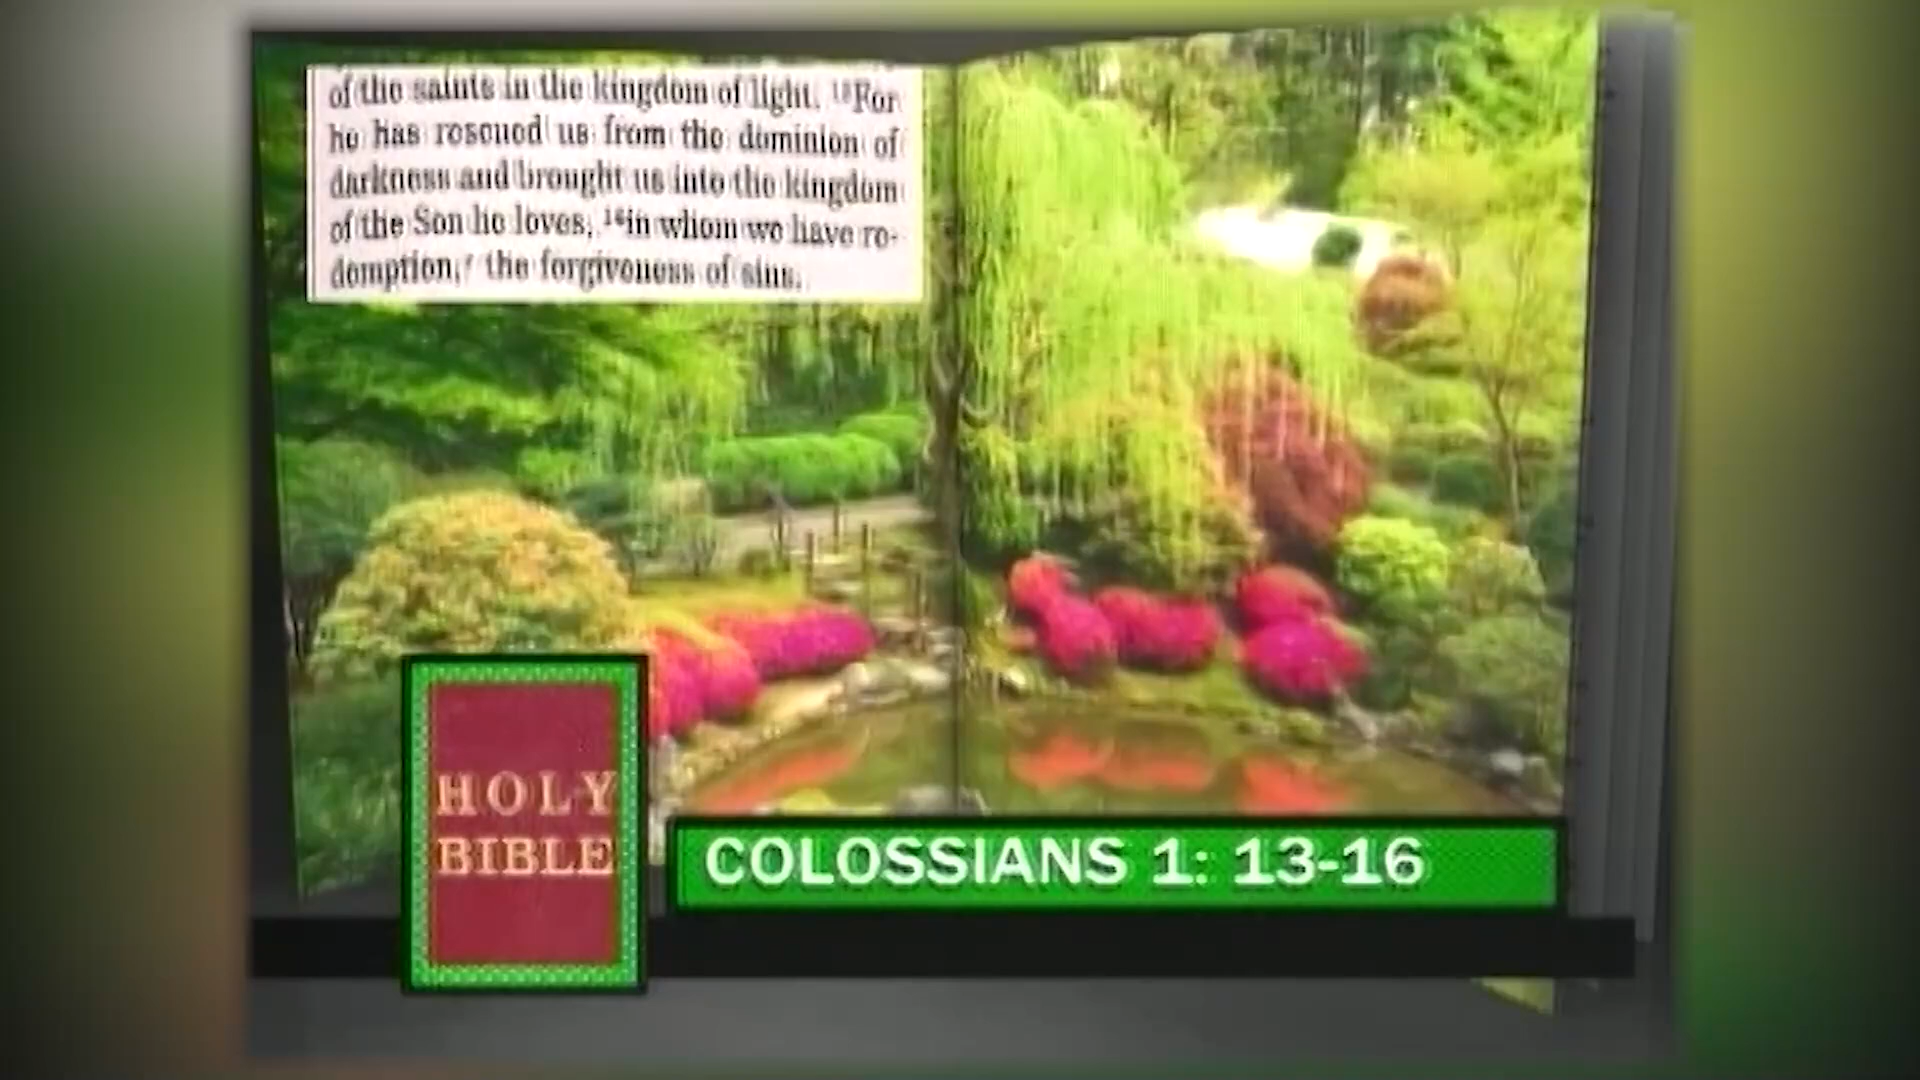 of the saints in the kingdom of light. ¹³For
he has rescued us from the dominion of
darkness and brought us into the kingdom
of the Son he loves, ¹⁴in whom we have re-
demption, the forgiveness of sins.
HOLY
BIBLE
COLOSSIANS 1: 13-16